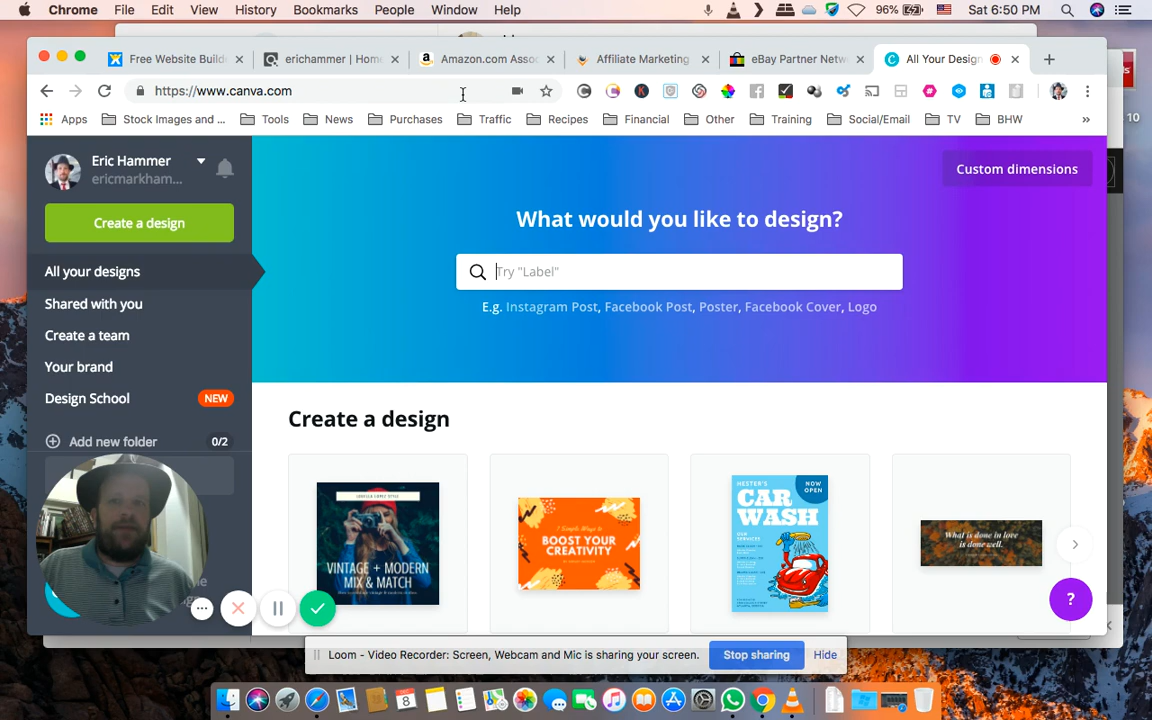 Chrome File Edit View History Bookmarks People Window Help 96% Sat 6:50 PM
Free Website Build
erichammer | Home
Amazon.com Asso
Affiliate Marketing
eBay Partner Netw
All Your Design
https://www.canva.com
Apps Stock Images and ... Tools News Purchases Traffic Recipes Financial Other Training Social/Email TV BHW »
10
Eric Hammer
ericmarkham...
Create a design
All your designs
Shared with you
Create a team
Your brand
Design School NEW
Add new folder 0/2
Custom dimensions
What would you like to design?
Try "Label"
E.g. Instagram Post, Facebook Post, Poster, Facebook Cover, Logo
Create a design
VINTAGE + MODERN
MIX & MATCH
BOOST YOUR
CREATIVITY
HESTER'S
CAR
WASH
NOW
OPEN
What is done in love
is done well.
?
Loom - Video Recorder: Screen, Webcam and Mic is sharing your screen. Stop sharing Hide
8